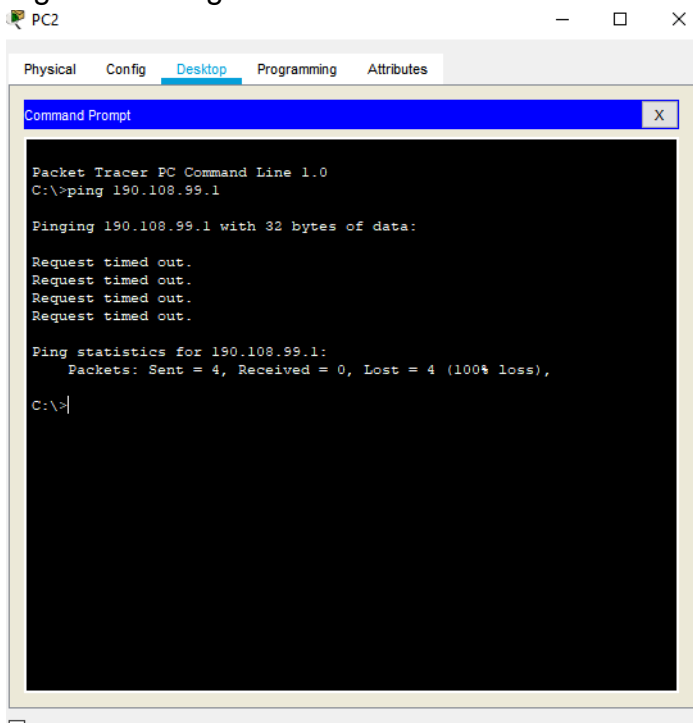 PC2
Physical Config Desktop Programming Attributes
Command Prompt
X
Packet Tracer PC Command Line 1.0
C:\>ping 190.108.99.1
Pinging 190.108.99.1 with 32 bytes of data:
Request timed out.
Request timed out.
Request timed out.
Request timed out.
Ping statistics for 190.108.99.1:
Packets: Sent = 4, Received = 0, Lost = 4 (100% loss),
C:\>